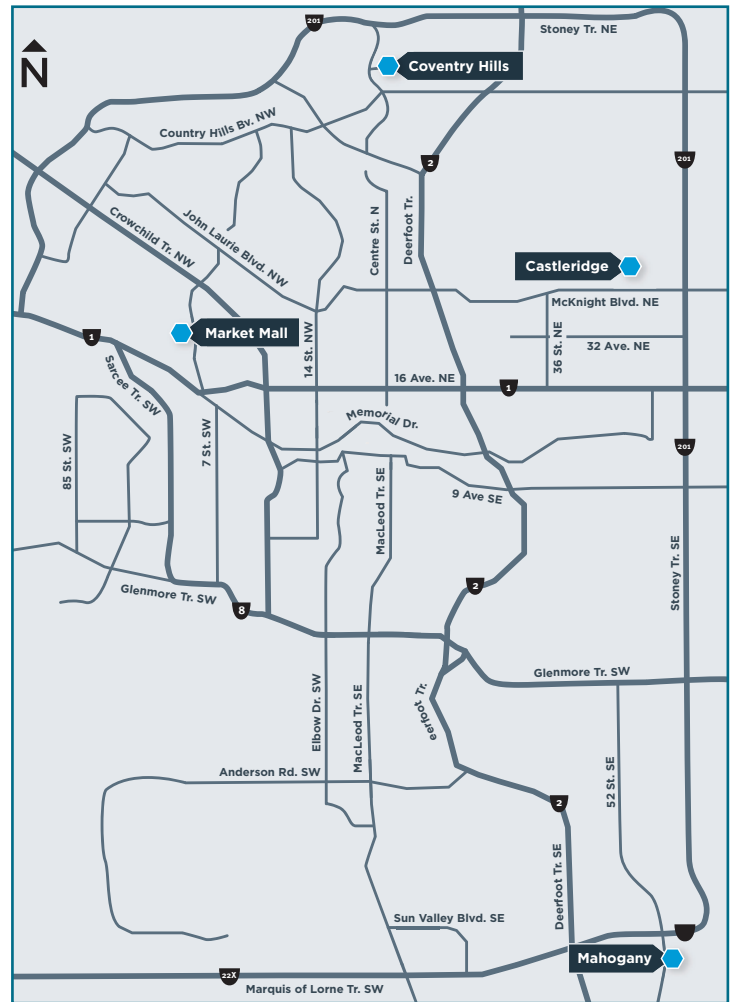 201
Stoney Tr. NE
N
Coventry Hills
Country Hills Bv. NW
2
201
Crowchild Tr. NW
John Laurie Blvd. NW
Centre St. N
Deerfoot Tr.
Castleridge
McKnight Blvd. NE
1
Market Mall
14 St. NW
36 St. NE
32 Ave. NE
Sarcee Tr. SW
16 Ave. NE
1
Memorial Dr.
85 St. SW
7 St. SW
201
MacLeod Tr. SE
9 Ave SE
Stoney Tr. SE
2
Glenmore Tr. SW
8
Glenmore Tr. SW
Elbow Dr. SW
MacLeod Tr. SE
eerfoot Tr.
Anderson Rd. SW
52 St. SE
2
Deerfoot Tr. SE
Sun Valley Blvd. SE
Mahogany
22X
Marquis of Lorne Tr. SW